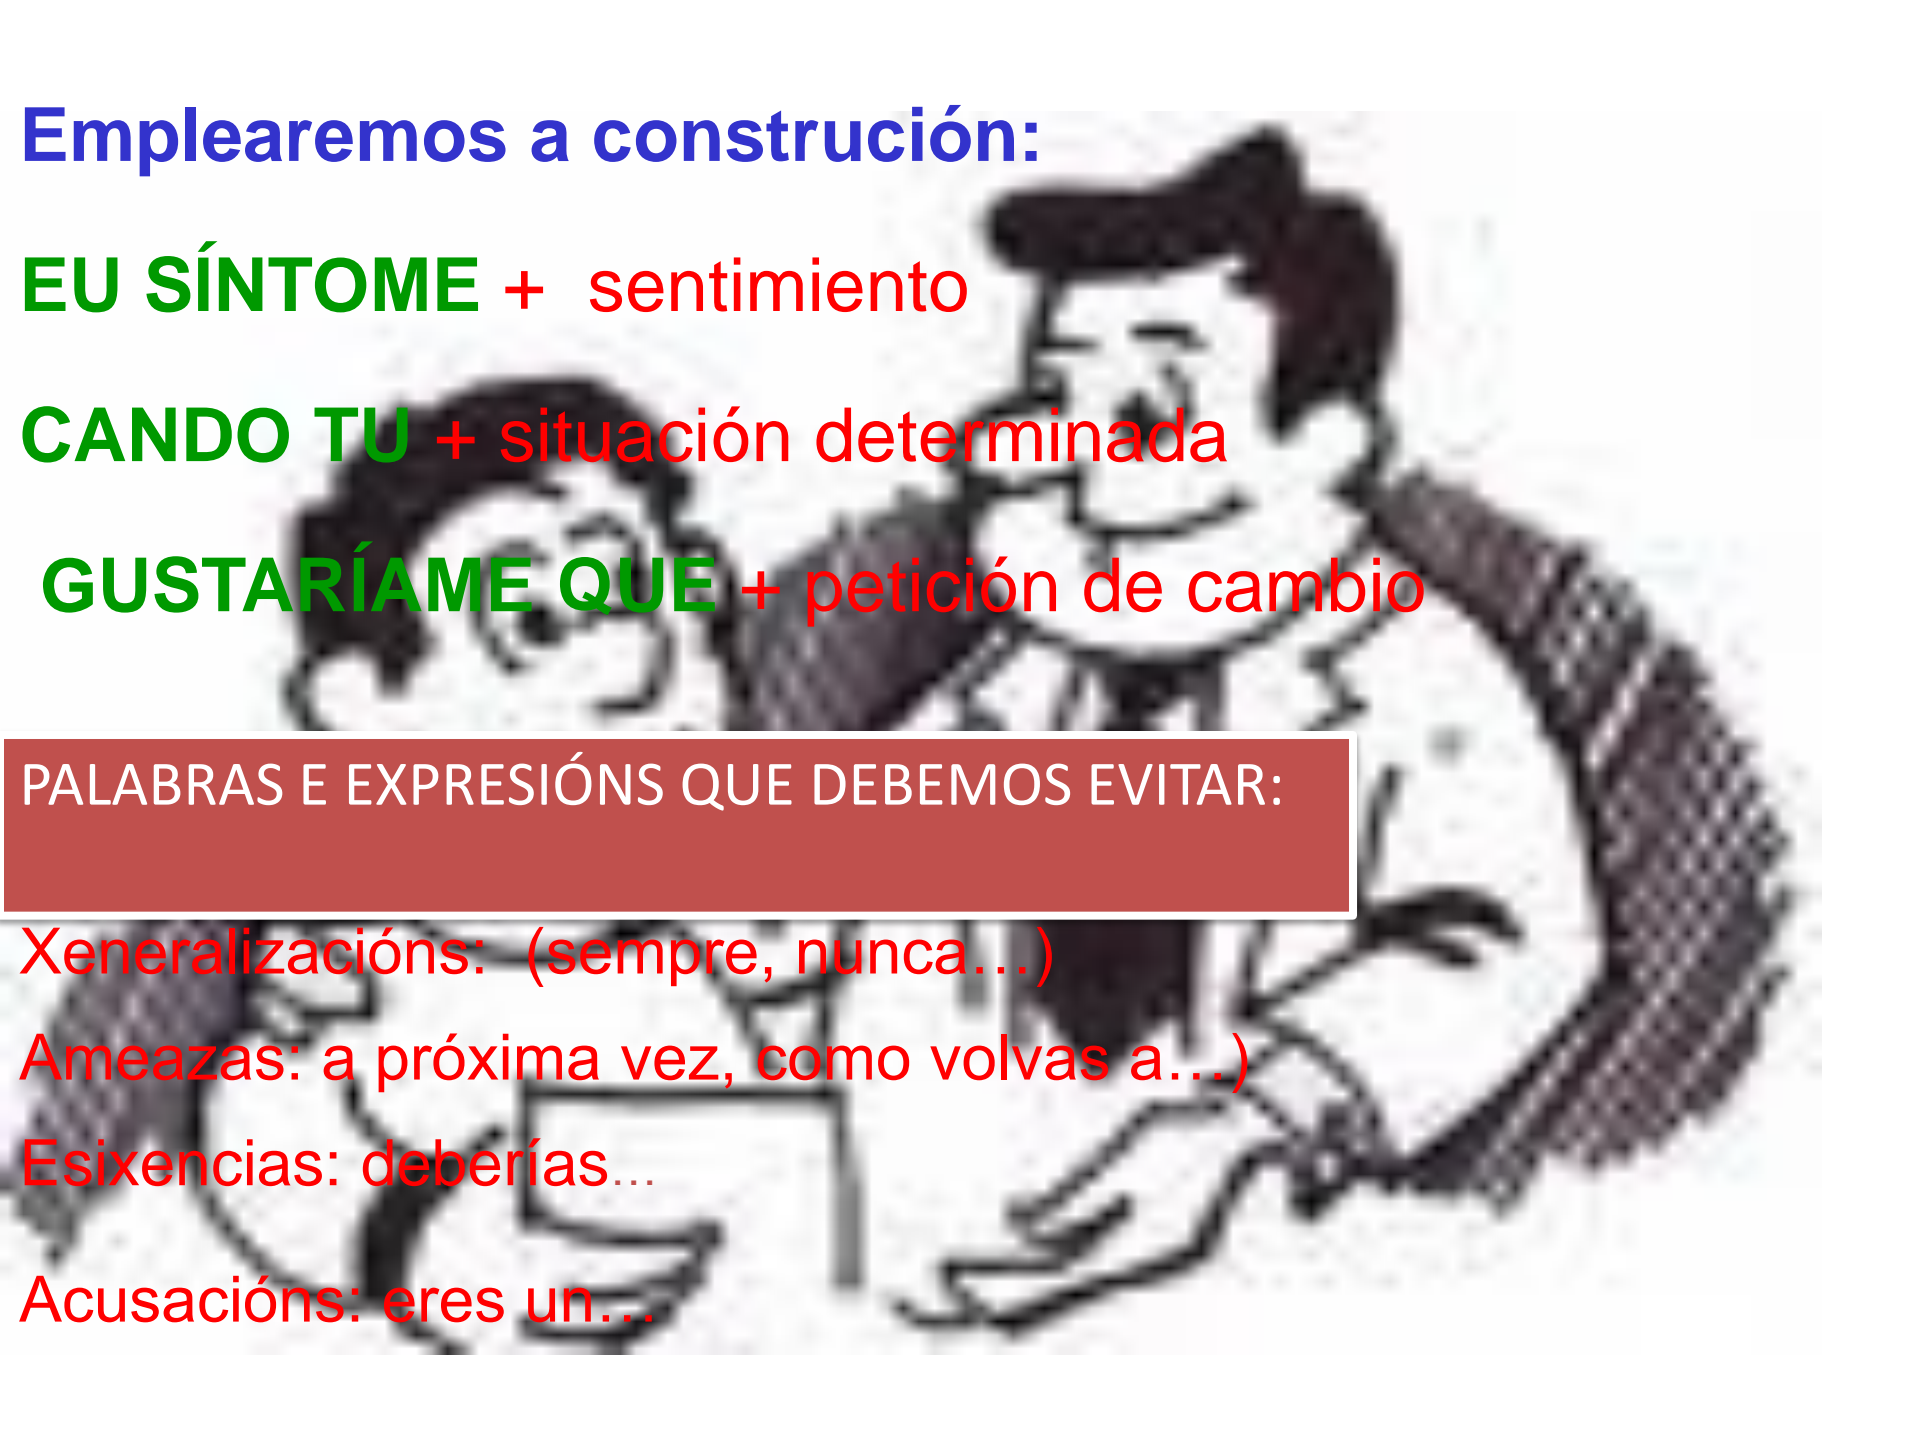 Emplearemos a construción:
EU SÍNTOME + sentimiento
CANDO TU + situación determinada
GUSTARÍAME QUE + petición de cambio
PALABRAS E EXPRESIÓNS QUE DEBEMOS EVITAR:
Xeneralizacións: (sempre, nunca…)
Ameazas: a próxima vez, como volvas a…)
Esixencias: deberías…
Acusacións: eres un…